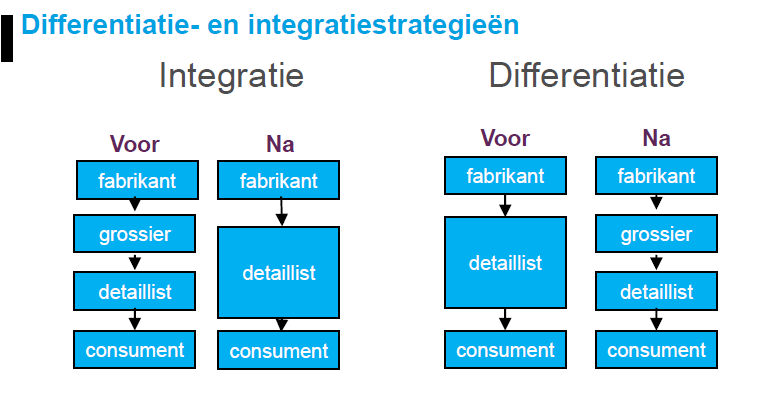 Differentiatie- en integratiestrategieën
Integratie
Voor
Na
fabrikant
grossier
detaillist
consument
fabrikant
detaillist
consument
Differentiatie
Voor
Na
fabrikant
detaillist
consument
fabrikant
grossier
detaillist
consument